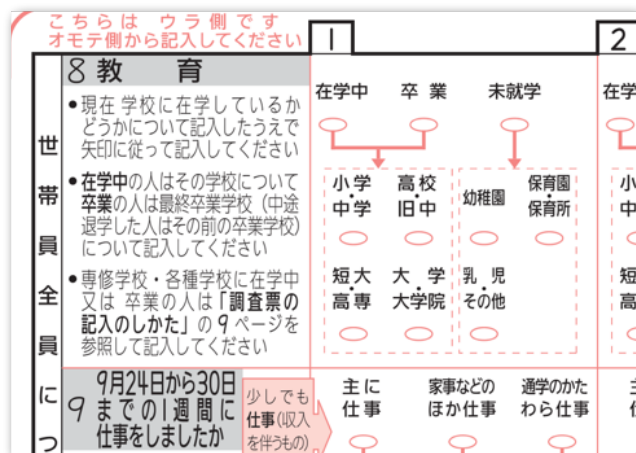 こちらは ウラ側です
オモテ側から記入してください
1
2
世帯員全員につ
8 教 育
●現在 学校に在学しているか
どうかについて記入したうえで
矢印に従って記入してください
●在学中の人はその学校について
卒業の人は最終卒業学校(中途
退学した人はその前の卒業学校)
について記入してください
●専修学校・各種学校に在学中
又は 卒業の人は「調査票の
記入のしかた」の9ページを
参照して記入してください
在学中 卒業 未就学
小学・中学
高校・旧中
幼稚園
保育園・保育所
短大・高専
大学・大学院
乳児・その他
在学
小
中
短
高
9 9月24日から30日
までの1週間に
仕事をしましたか
少しでも
仕事(収入
を伴うもの)
主に
仕事
家事などの
ほか仕事
通学のかた
わら仕事